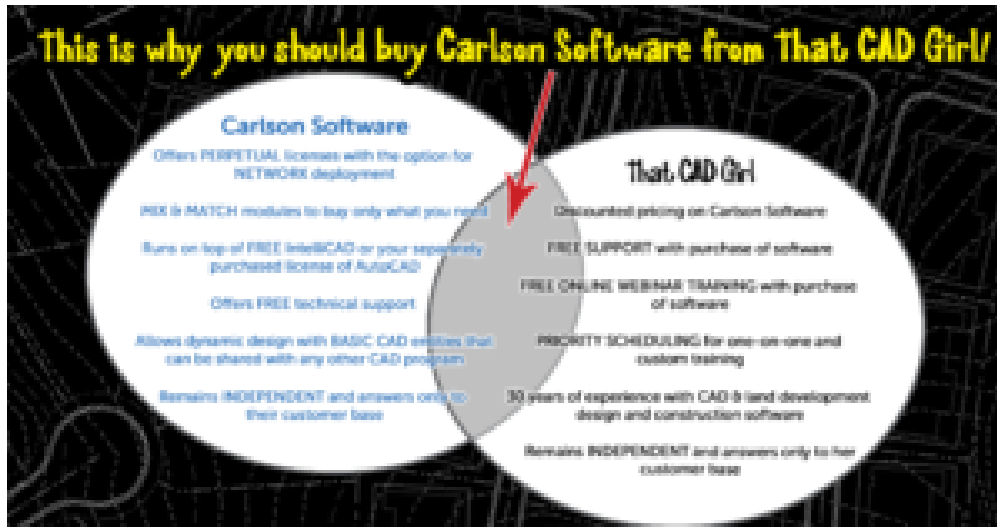 This is why you should buy Carlson Software from That CAD Girl!
Carlson Software
Offers PERPETUAL licenses with the option for
NETWORK deployment
MIX & MATCH modules to buy only what you need
Runs on top of FREE IntelliCAD or your separately
purchased license of AutoCAD
Offers FREE technical support
Allows dynamic design with BASIC CAD entities that
can be shared with any other CAD program
Remains INDEPENDENT and answers only to
their customer base
That CAD Girl
Discounted pricing on Carlson Software
FREE SUPPORT with purchase of software
FREE ONLINE WEBINAR TRAINING with purchase
of software
PRIORITY SCHEDULING for one-on-one and
custom training
30 years of experience with CAD & land development
design and construction software
Remains INDEPENDENT and answers only to her
customer base